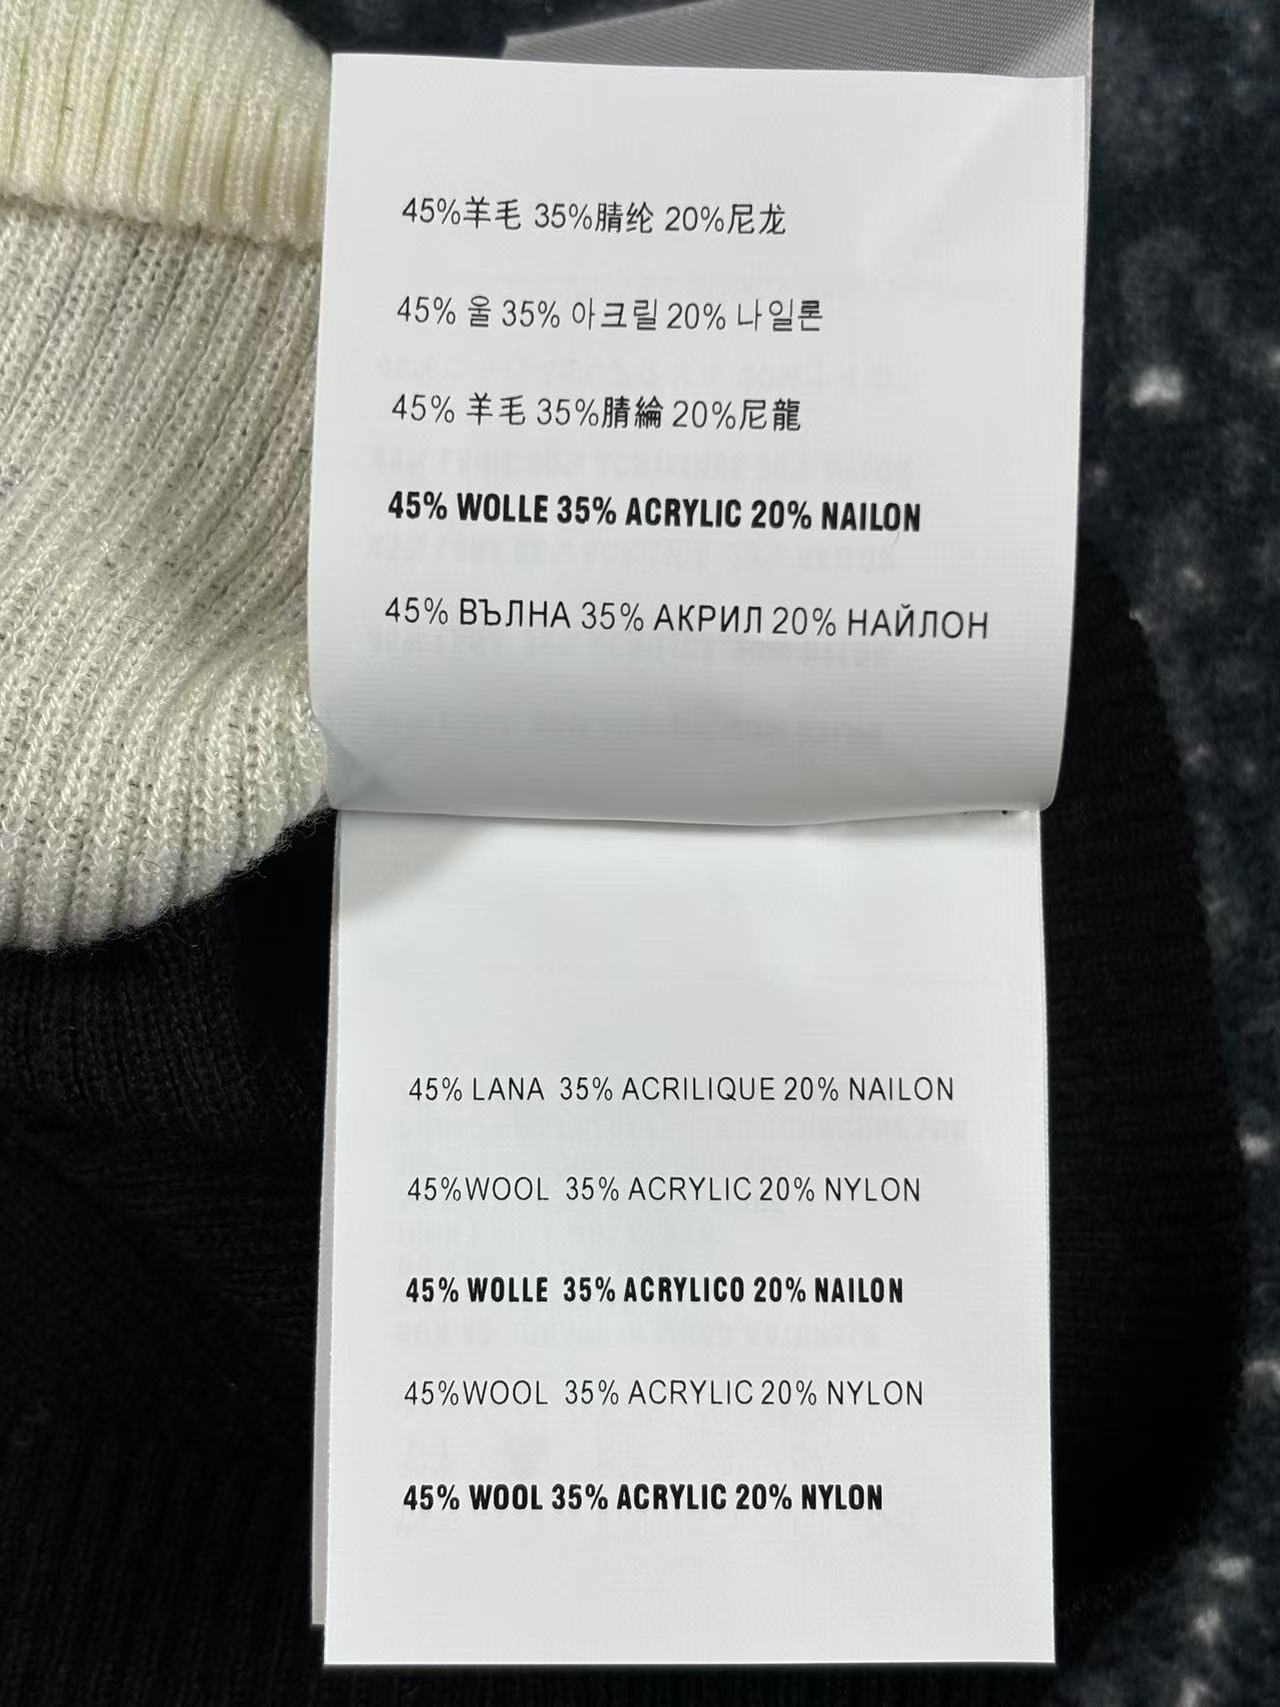 45%羊毛 35%腈纶 20%尼龙
45% 울 35% 아크릴 20% 나일론
45% 羊毛 35%腈綸 20%尼龍
45% WOLLE 35% ACRYLIC 20% NAILON
45% ВЪЛНА 35% АКРИЛ 20% НАЙЛОН
45% LANA 35% ACRILIQUE 20% NAILON
45%WOOL 35% ACRYLIC 20% NYLON
45% WOLLE 35% ACRYLICO 20% NAILON
45%WOOL 35% ACRYLIC 20% NYLON
45% WOOL 35% ACRYLIC 20% NYLON